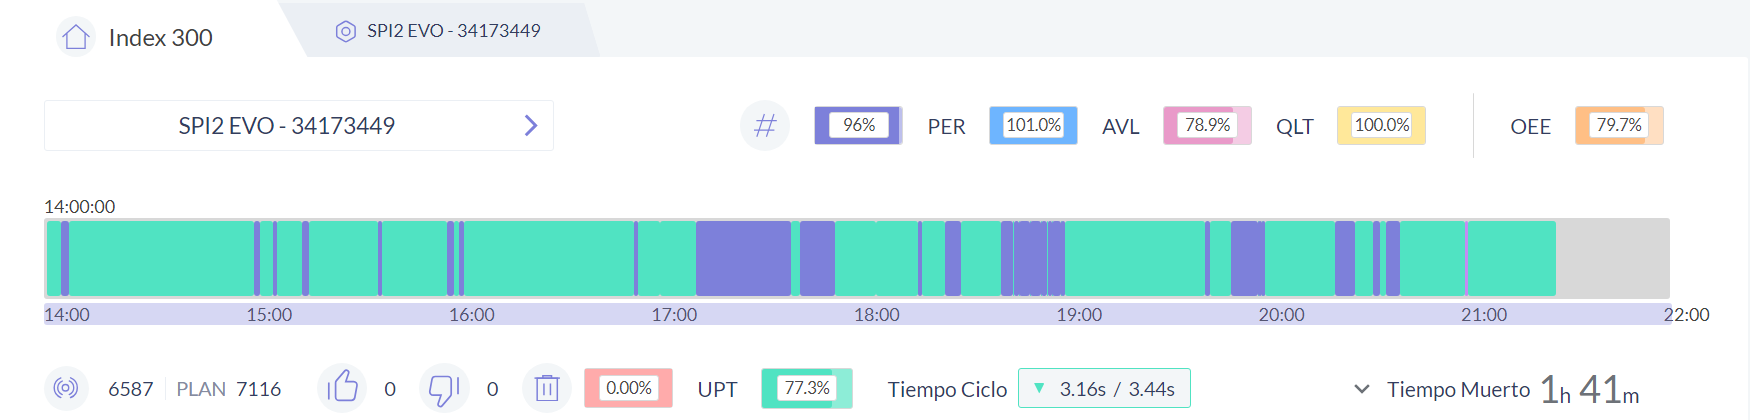 Index 300 SPI2 EVO - 34173449
SPI2 EVO - 34173449 # 96% PER 101.0% AVL 78.9% QLT 100.0% OEE 79.7%
14:00:00
14:00 15:00 16:00 17:00 18:00 19:00 20:00 21:00 22:00
6587 PLAN 7116 0 0 0.00% UPT 77.3% Tiempo Ciclo 3.16s / 3.44s Tiempo Muerto 1h 41m